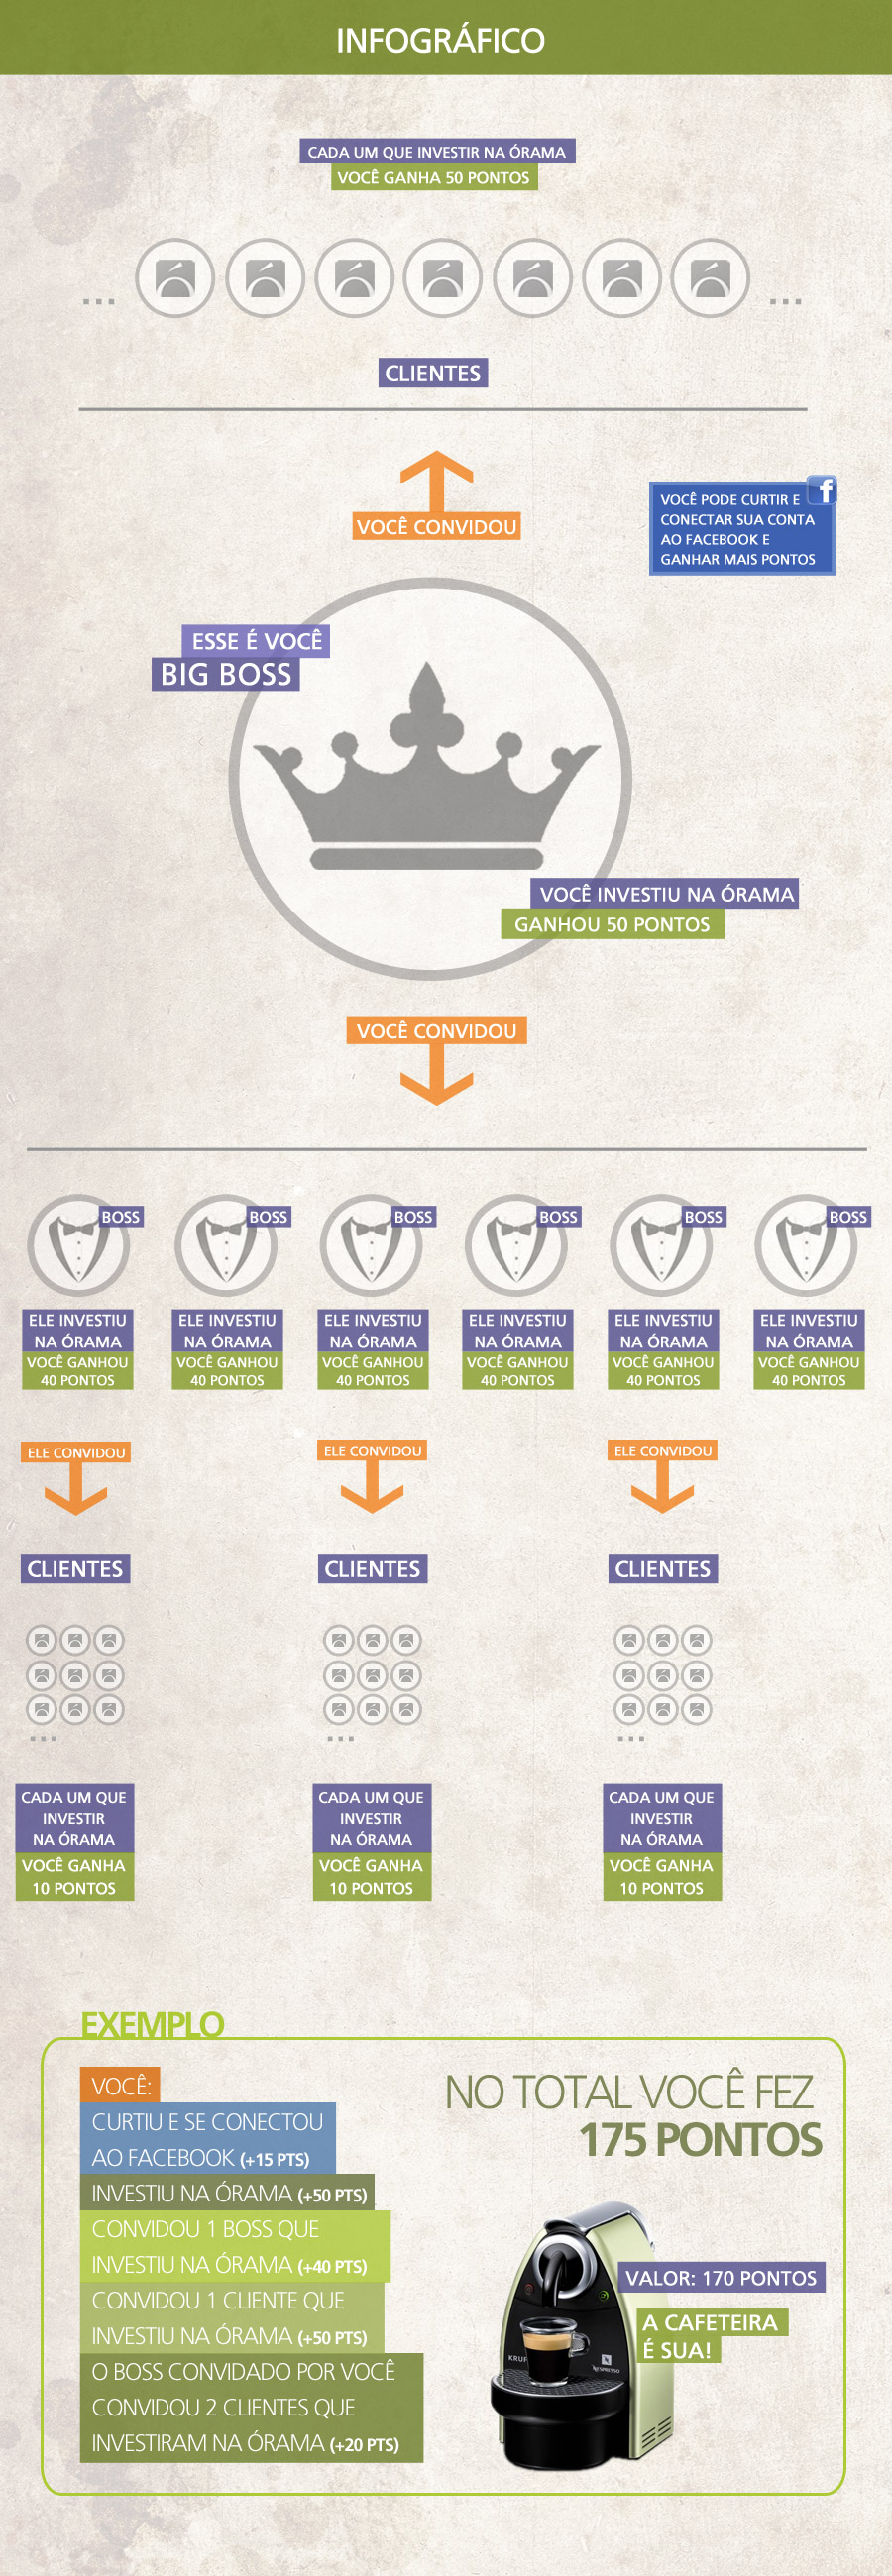 INFOGRÁFICO
CADA UM QUE INVESTIR NA ÓRAMA
VOCÊ GANHA 50 PONTOS
...
...
CLIENTES
VOCÊ CONVIDOU
VOCÊ PODE CURTIR E
CONECTAR SUA CONTA
AO FACEBOOK E
GANHAR MAIS PONTOS
f
ESSE É VOCÊ
BIG BOSS
VOCÊ INVESTIU NA ÓRAMA
GANHOU 50 PONTOS
VOCÊ CONVIDOU
BOSS
BOSS
BOSS
BOSS
BOSS
BOSS
ELE INVESTIU
NA ÓRAMA
VOCÊ GANHOU
40 PONTOS
ELE INVESTIU
NA ÓRAMA
VOCÊ GANHOU
40 PONTOS
ELE INVESTIU
NA ÓRAMA
VOCÊ GANHOU
40 PONTOS
ELE INVESTIU
NA ÓRAMA
VOCÊ GANHOU
40 PONTOS
ELE INVESTIU
NA ÓRAMA
VOCÊ GANHOU
40 PONTOS
ELE INVESTIU
NA ÓRAMA
VOCÊ GANHOU
40 PONTOS
ELE CONVIDOU
ELE CONVIDOU
ELE CONVIDOU
CLIENTES
CLIENTES
CLIENTES
...
...
...
CADA UM QUE
INVESTIR
NA ÓRAMA
VOCÊ GANHA
10 PONTOS
CADA UM QUE
INVESTIR
NA ÓRAMA
VOCÊ GANHA
10 PONTOS
CADA UM QUE
INVESTIR
NA ÓRAMA
VOCÊ GANHA
10 PONTOS
EXEMPLO
VOCÊ:
CURTIU E SE CONECTOU
AO FACEBOOK (+15 PTS)
INVESTIU NA ÓRAMA (+50 PTS)
CONVIDOU 1 BOSS QUE
INVESTIU NA ÓRAMA (+40 PTS)
CONVIDOU 1 CLIENTE QUE
INVESTIU NA ÓRAMA (+50 PTS)
O BOSS CONVIDADO POR VOCÊ
CONVIDOU 2 CLIENTES QUE
INVESTIRAM NA ÓRAMA (+20 PTS)
NO TOTAL VOCÊ FEZ
175 PONTOS
VALOR: 170 PONTOS
A CAFETEIRA
É SUA!
KRUP
NESPRESSO